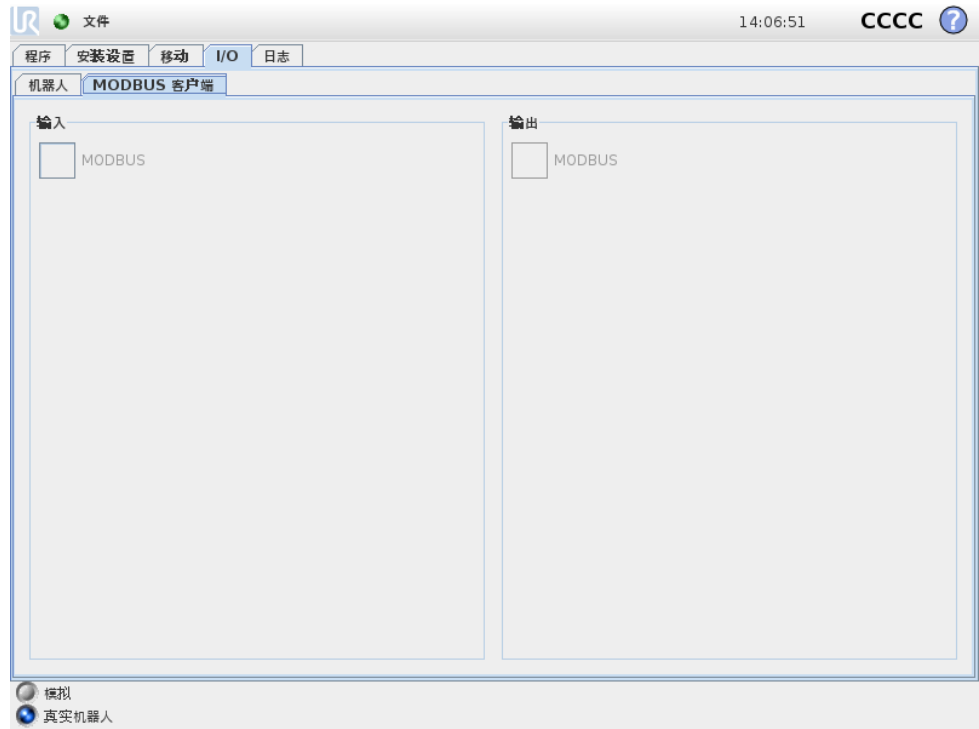 UR 文件 14:06:51 CCCC ?
程序 安装设置 移动 I/O 日志
机器人 MODBUS 客户端
输入 输出
MODBUS MODBUS
模拟
真实机器人